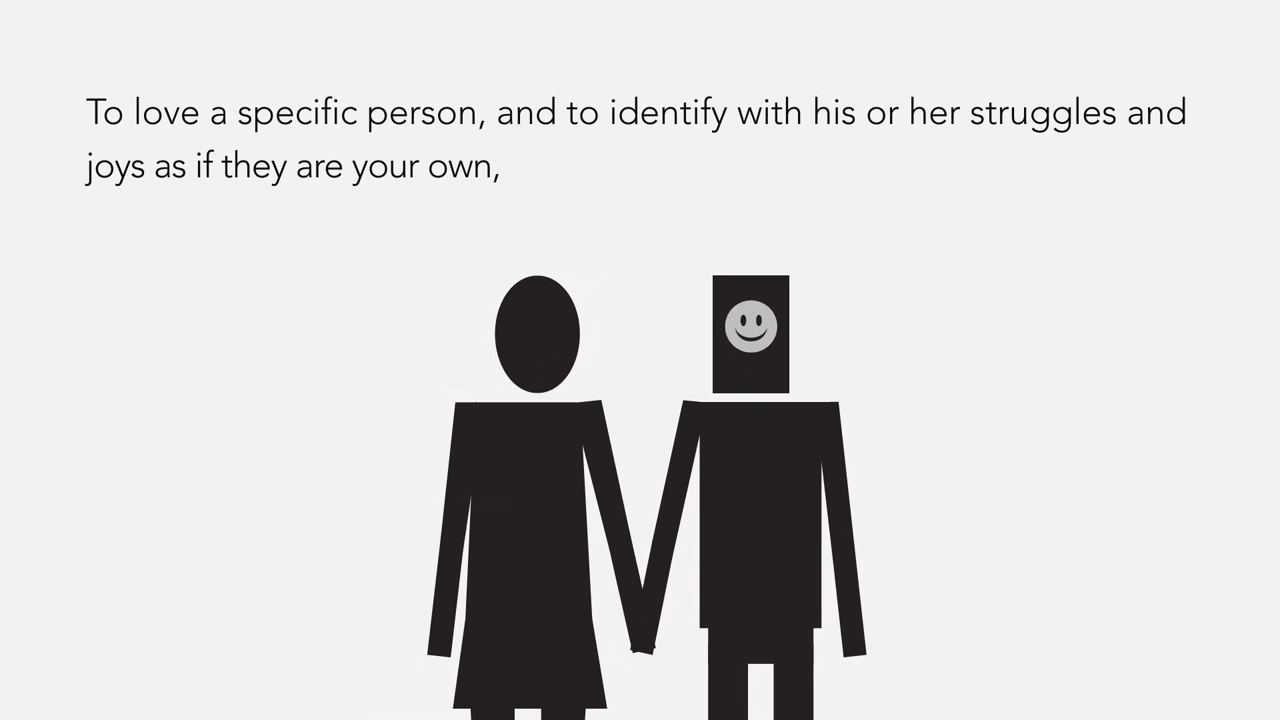 To love a specific person, and to identify with his or her struggles and
joys as if they are your own,